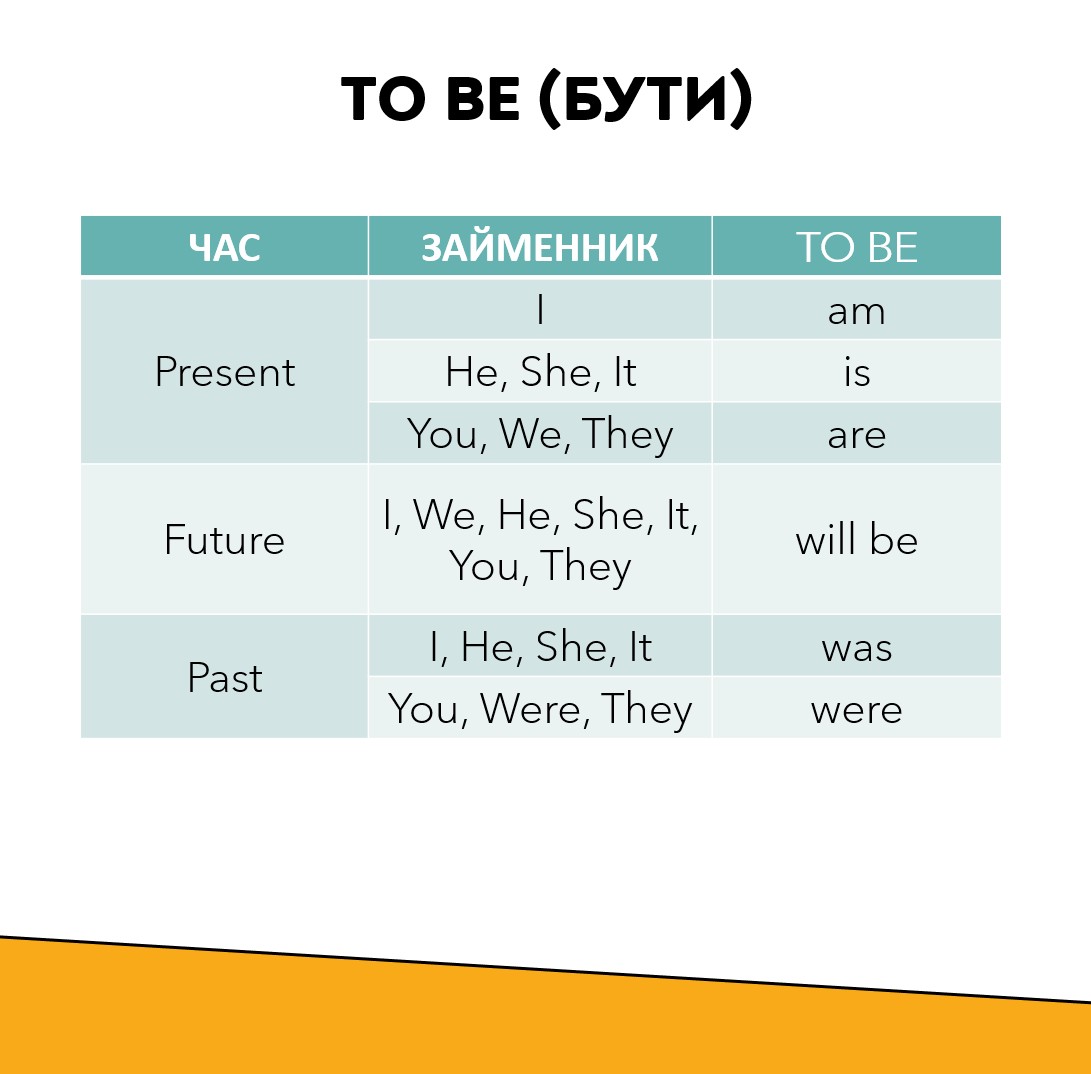 TO BE (БУТИ)
ЧАС ЗАЙМЕННИК TO BE
Present
I am
He, She, It is
You, We, They are
Future
I, We, He, She, It,
You, They
will be
Past
I, He, She, It was
You, Were, They were